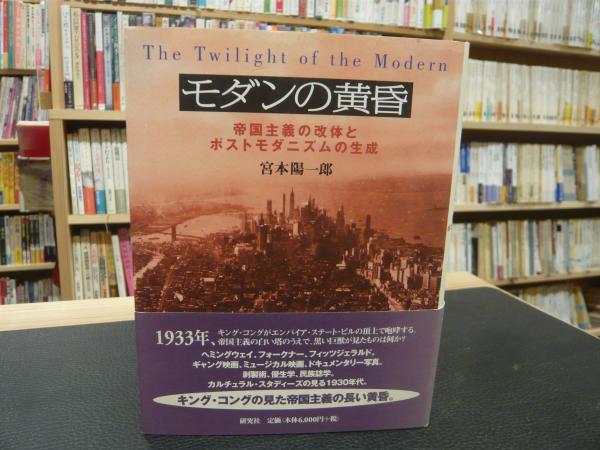 The Twilight of the Modern
モダンの黄昏
帝国主義の改体と
ポストモダニズムの生成
宮本陽一郎
1933年、
キング・コングがエンパイア・ステート・ビルの頂上で咆哮する。
帝国主義の白い塔のうえで、黒い巨獣が見たものは何か?
ヘミングウェイ、フォークナー、フィッツジェラルド。
ギャング映画、ミュージカル映画、ドキュメンタリー写真。
剥製術、優生学、民族誌学。
カルチュラル・スタディーズの見る1930年代。
キング・コングの見た帝国主義の長い黄昏。
研究社 定価(本体6,000円+税)